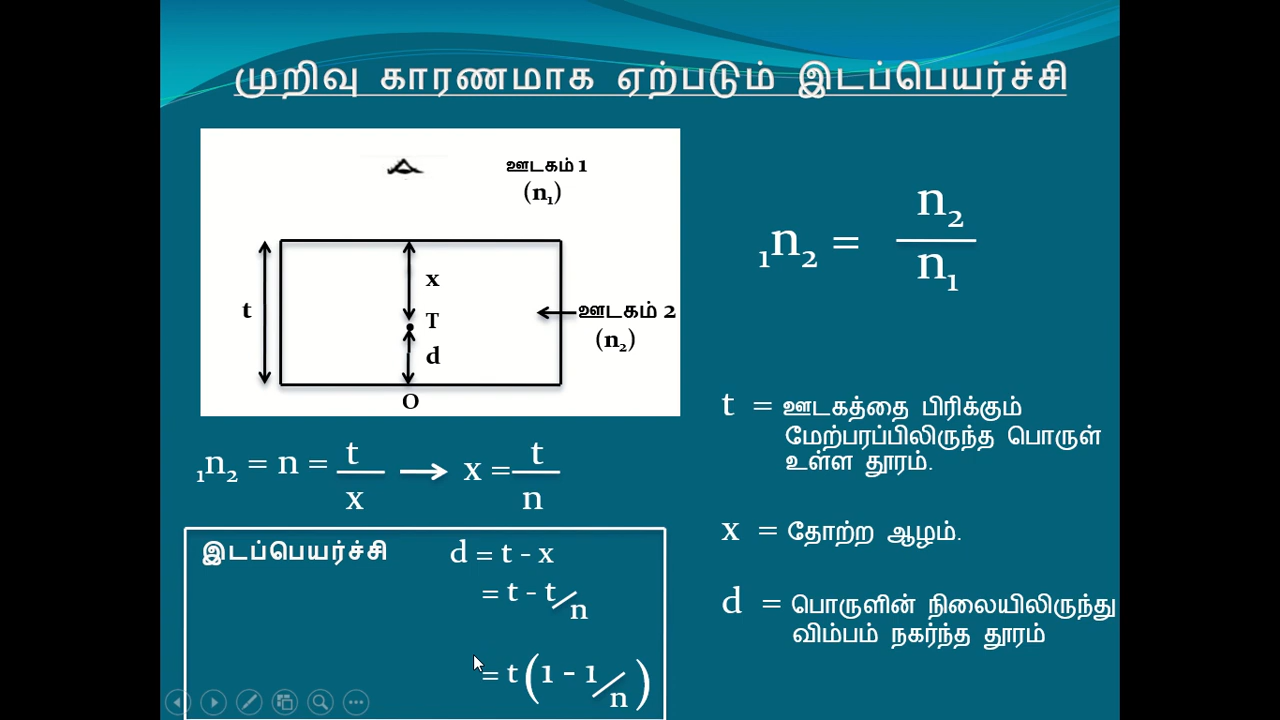 முறிவு காரணமாக ஏற்படும் இடப்பெயர்ச்சி
ஊடகம் 1
(n₁)
x
t
T
ஊடகம் 2
(n₂)
d
O
₁n₂ = n₂/n₁
₁n₂ = n = t/x → x = t/n
இடப்பெயர்ச்சி d = t - x
= t - t/n
= t(1 - 1/n)
t = ஊடகத்தை பிரிக்கும்
மேற்பரப்பிலிருந்த பொருள்
உள்ள தூரம்.
x = தோற்ற ஆழம்.
d = பொருளின் நிலையிலிருந்து
விம்பம் நகர்ந்த தூரம்